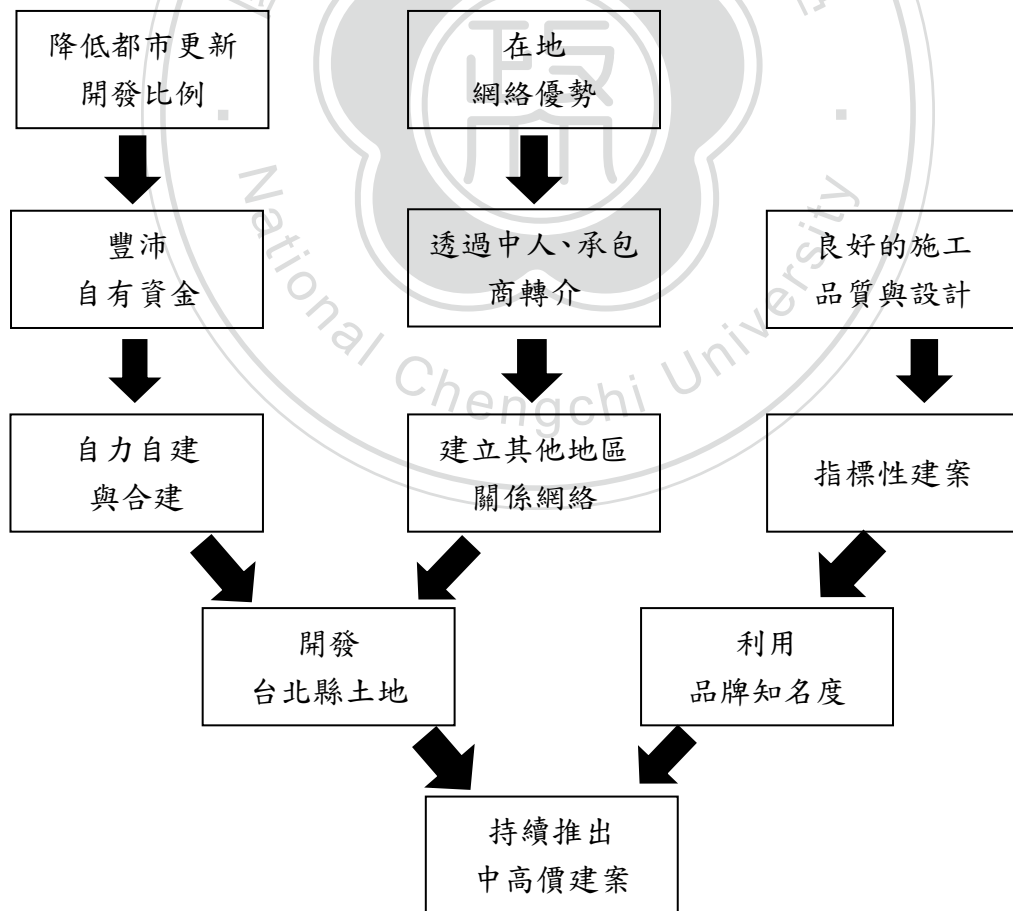 降低都市更新
開發比例
在地
網絡優勢
豐沛
自有資金
透過中人、承包
商轉介
良好的施工
品質與設計
自力自建
與合建
建立其他地區
關係網絡
指標性建案
開發
台北縣土地
利用
品牌知名度
持續推出
中高價建案
National Chengchi University